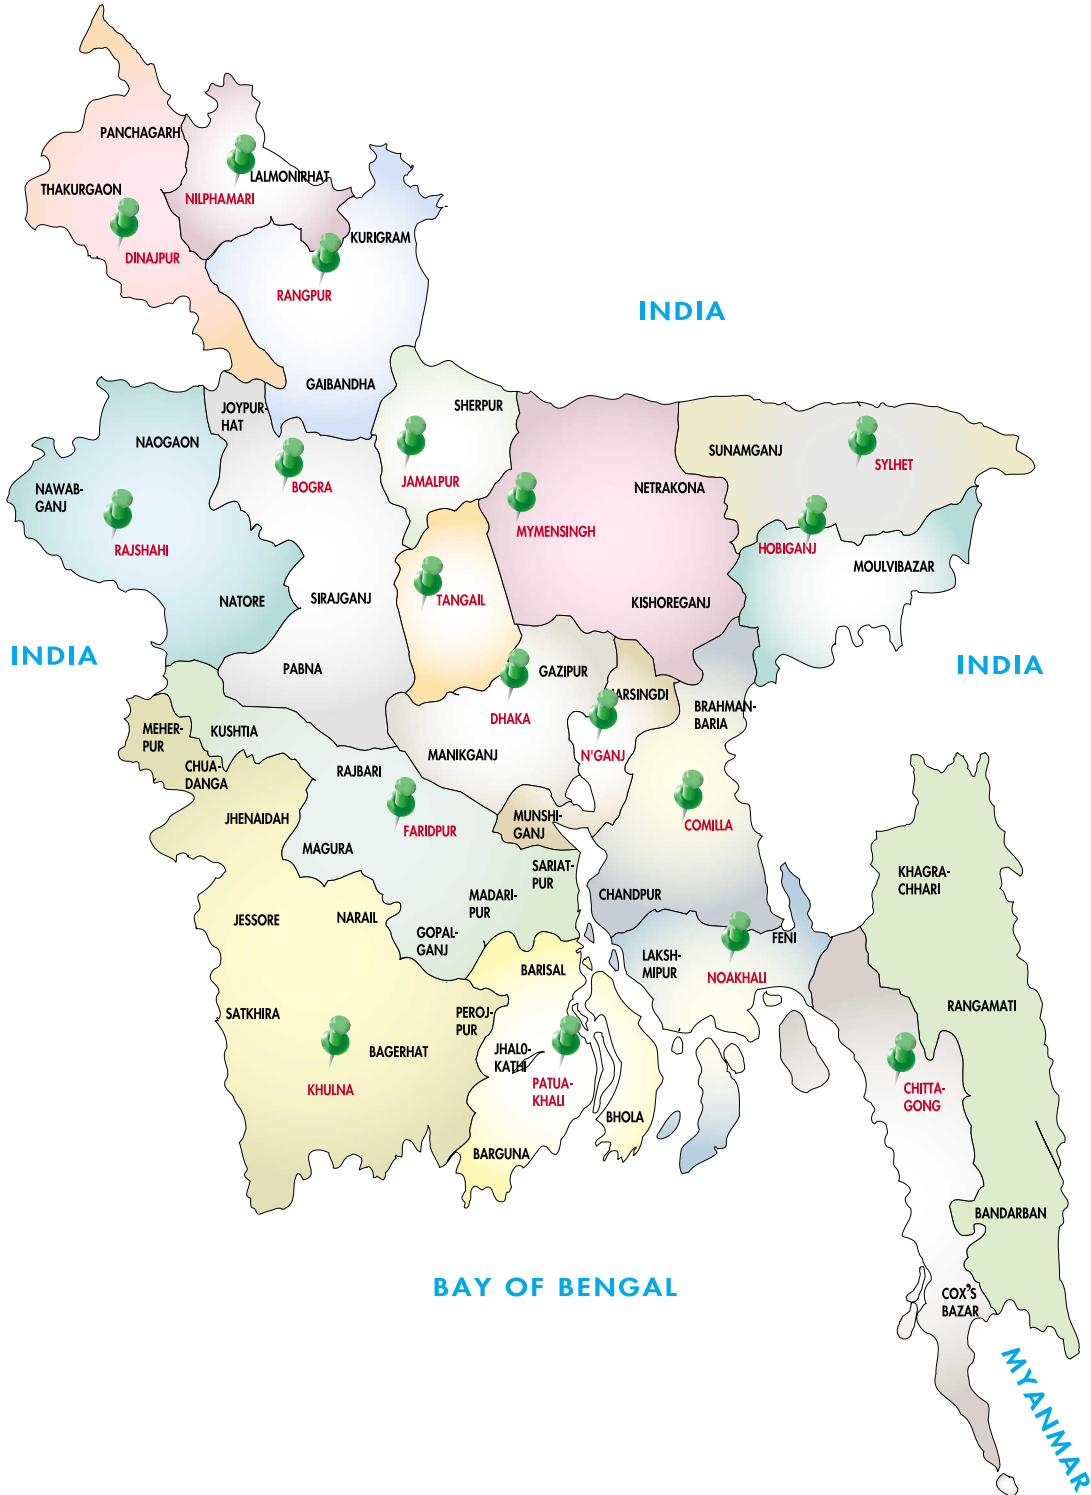 PANCHAGARH
THAKURGAON
LALMONIRHAT
NILPHAMARI
DINAJPUR
KURIGRAM
RANGPUR
INDIA
GAIBANDHA
JOYPUR-
HAT
SHERPUR
NAOGAON
SUNAMGANJ
SYLHET
NAWAB-
GANJ
BOGRA
JAMALPUR
NETRAKONA
MYMENSINGH
RAJSHAHI
HOBIGANJ
MOULVIBAZAR
NATORE
SIRAJGANJ
TANGAIL
KISHOREGANJ
INDIA
PABNA
GAZIPUR
INDIA
ARSINGDI
BRAHMAN-
BARIA
DHAKA
MEHER-
PUR
KUSHTIA
MANIKGANJ
N'GANJ
CHUA-
DANGA
RAJBARI
JHENAIDAH
FARIDPUR
MUNSHI-
GANJ
COMILLA
MAGURA
SARIAT-
PUR
KHAGRA-
CHHARI
MADARI-
PUR
CHANDPUR
JESSORE
NARAIL
GOPAL-
GANJ
FENI
LAKSH-
MIPUR
NOAKHALI
BARISAL
SATKHIRA
PEROJ-
PUR
RANGAMATI
BAGERHAT
JHALO-
KATHI
KHULNA
PATUA-
KHALI
CHITTA-
GONG
BHOLA
BARGUNA
BANDARBAN
BAY OF BENGAL
COX'S
BAZAR
MYANMAR